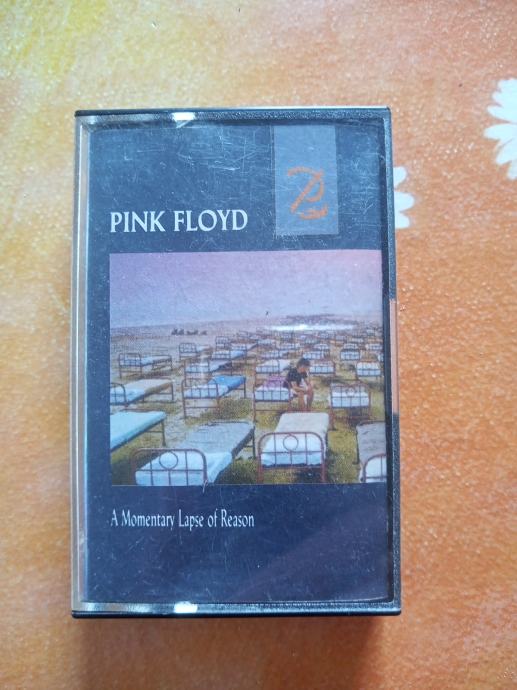 PINK FLOYD
A Momentary Lapse of Reason